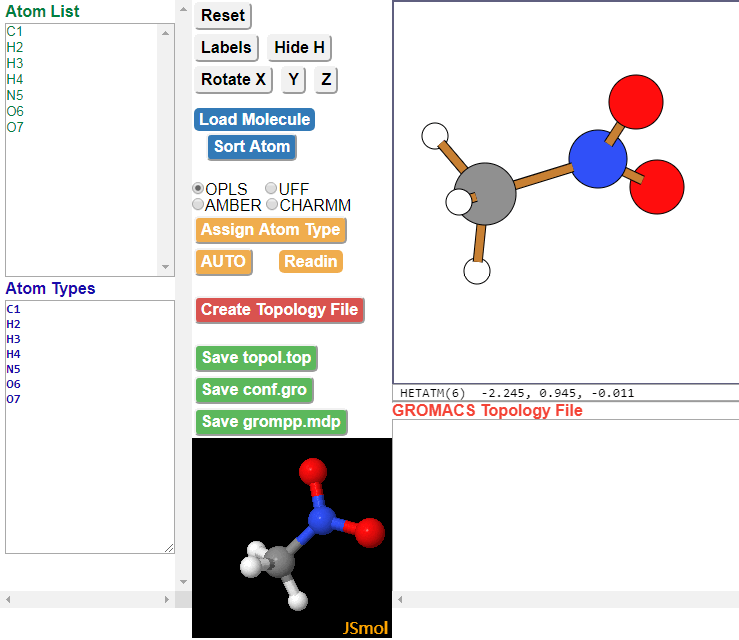 Atom List
C1
H2
H3
H4
N5
O6
O7
Atom Types
C1
H2
H3
H4
N5
O6
O7
Reset
Labels Hide H
Rotate X Y Z
Load Molecule
Sort Atom
OPLS UFF
AMBER CHARMM
Assign Atom Type
AUTO Readin
Create Topology File
Save topol.top
Save conf.gro
Save grompp.mdp
JSmol
HETATM(6) -2.245, 0.945, -0.011
GROMACS Topology File